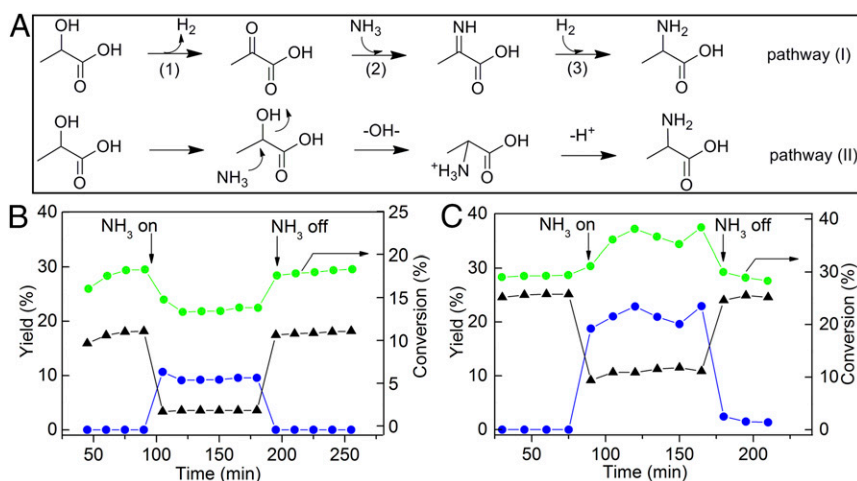 A
OH
OH
O
H₂
(1)
O
OH
O
NH₃
(2)
NH
OH
O
H₂
(3)
NH₂
OH
O
pathway (I)
OH
OH
O
OH
OH
O
NH₃
-OH-
⁺H₃N
OH
O
-H⁺
NH₂
OH
O
pathway (II)
B
NH₃ on
NH₃ off
40
30
20
10
0
Yield (%)
25
20
15
10
5
0
Conversion (%)
50 100 150 200 250
Time (min)
C
NH₃ on
NH₃ off
40
30
20
10
0
Yield (%)
40
30
20
10
0
Conversion (%)
50 100 150 200
Time (min)